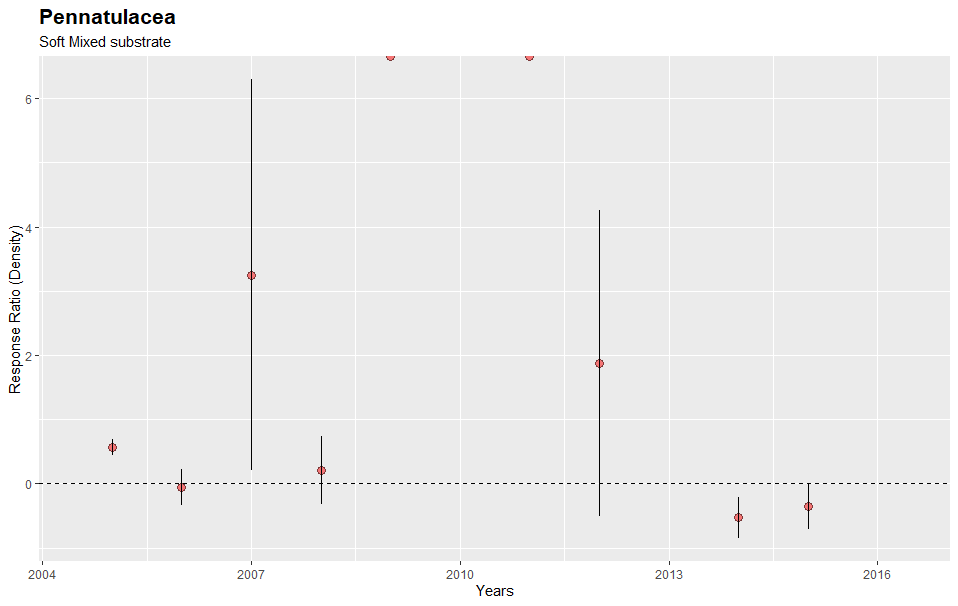 Pennatulacea
Soft Mixed substrate
Response Ratio (Density)
6
4
2
0
2004 2007 2010 2013 2016
Years